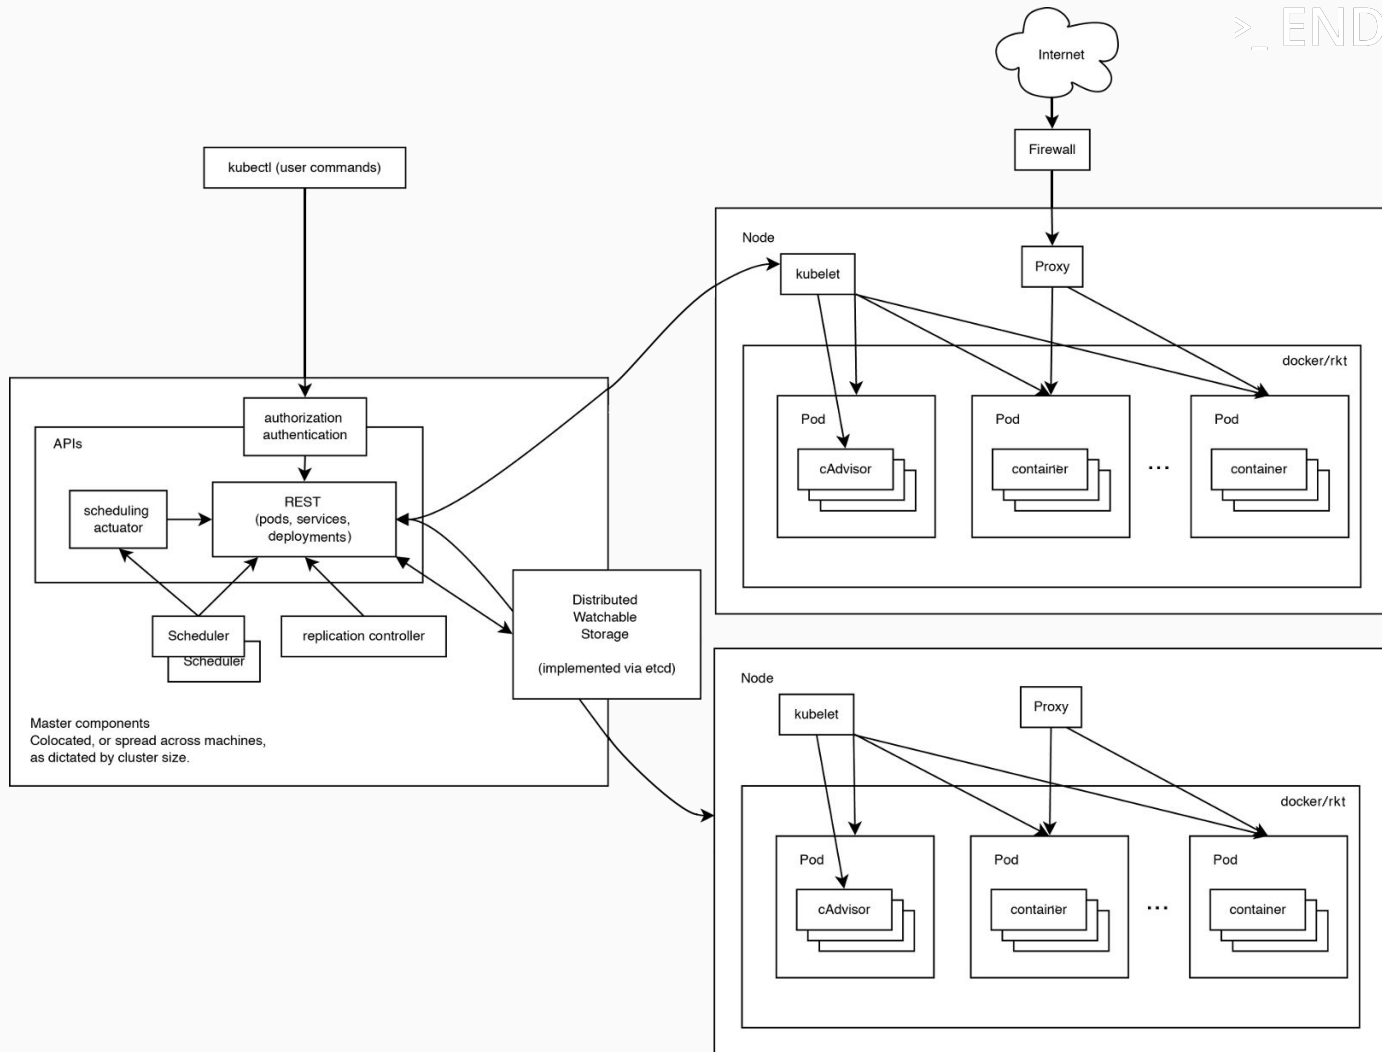 >_ END
Internet
Firewall
kubectl (user commands)
Node
kubelet
Proxy
docker/rkt
Pod
cAdvisor
Pod
container
...
Pod
container
authorization
authentication
APIs
scheduling
actuator
REST
(pods, services,
deployments)
Scheduler
Scheduler
replication controller
Distributed
Watchable
Storage
(implemented via etcd)
Master components
Colocated, or spread across machines,
as dictated by cluster size.
Node
kubelet
Proxy
docker/rkt
Pod
cAdvisor
Pod
container
...
Pod
container